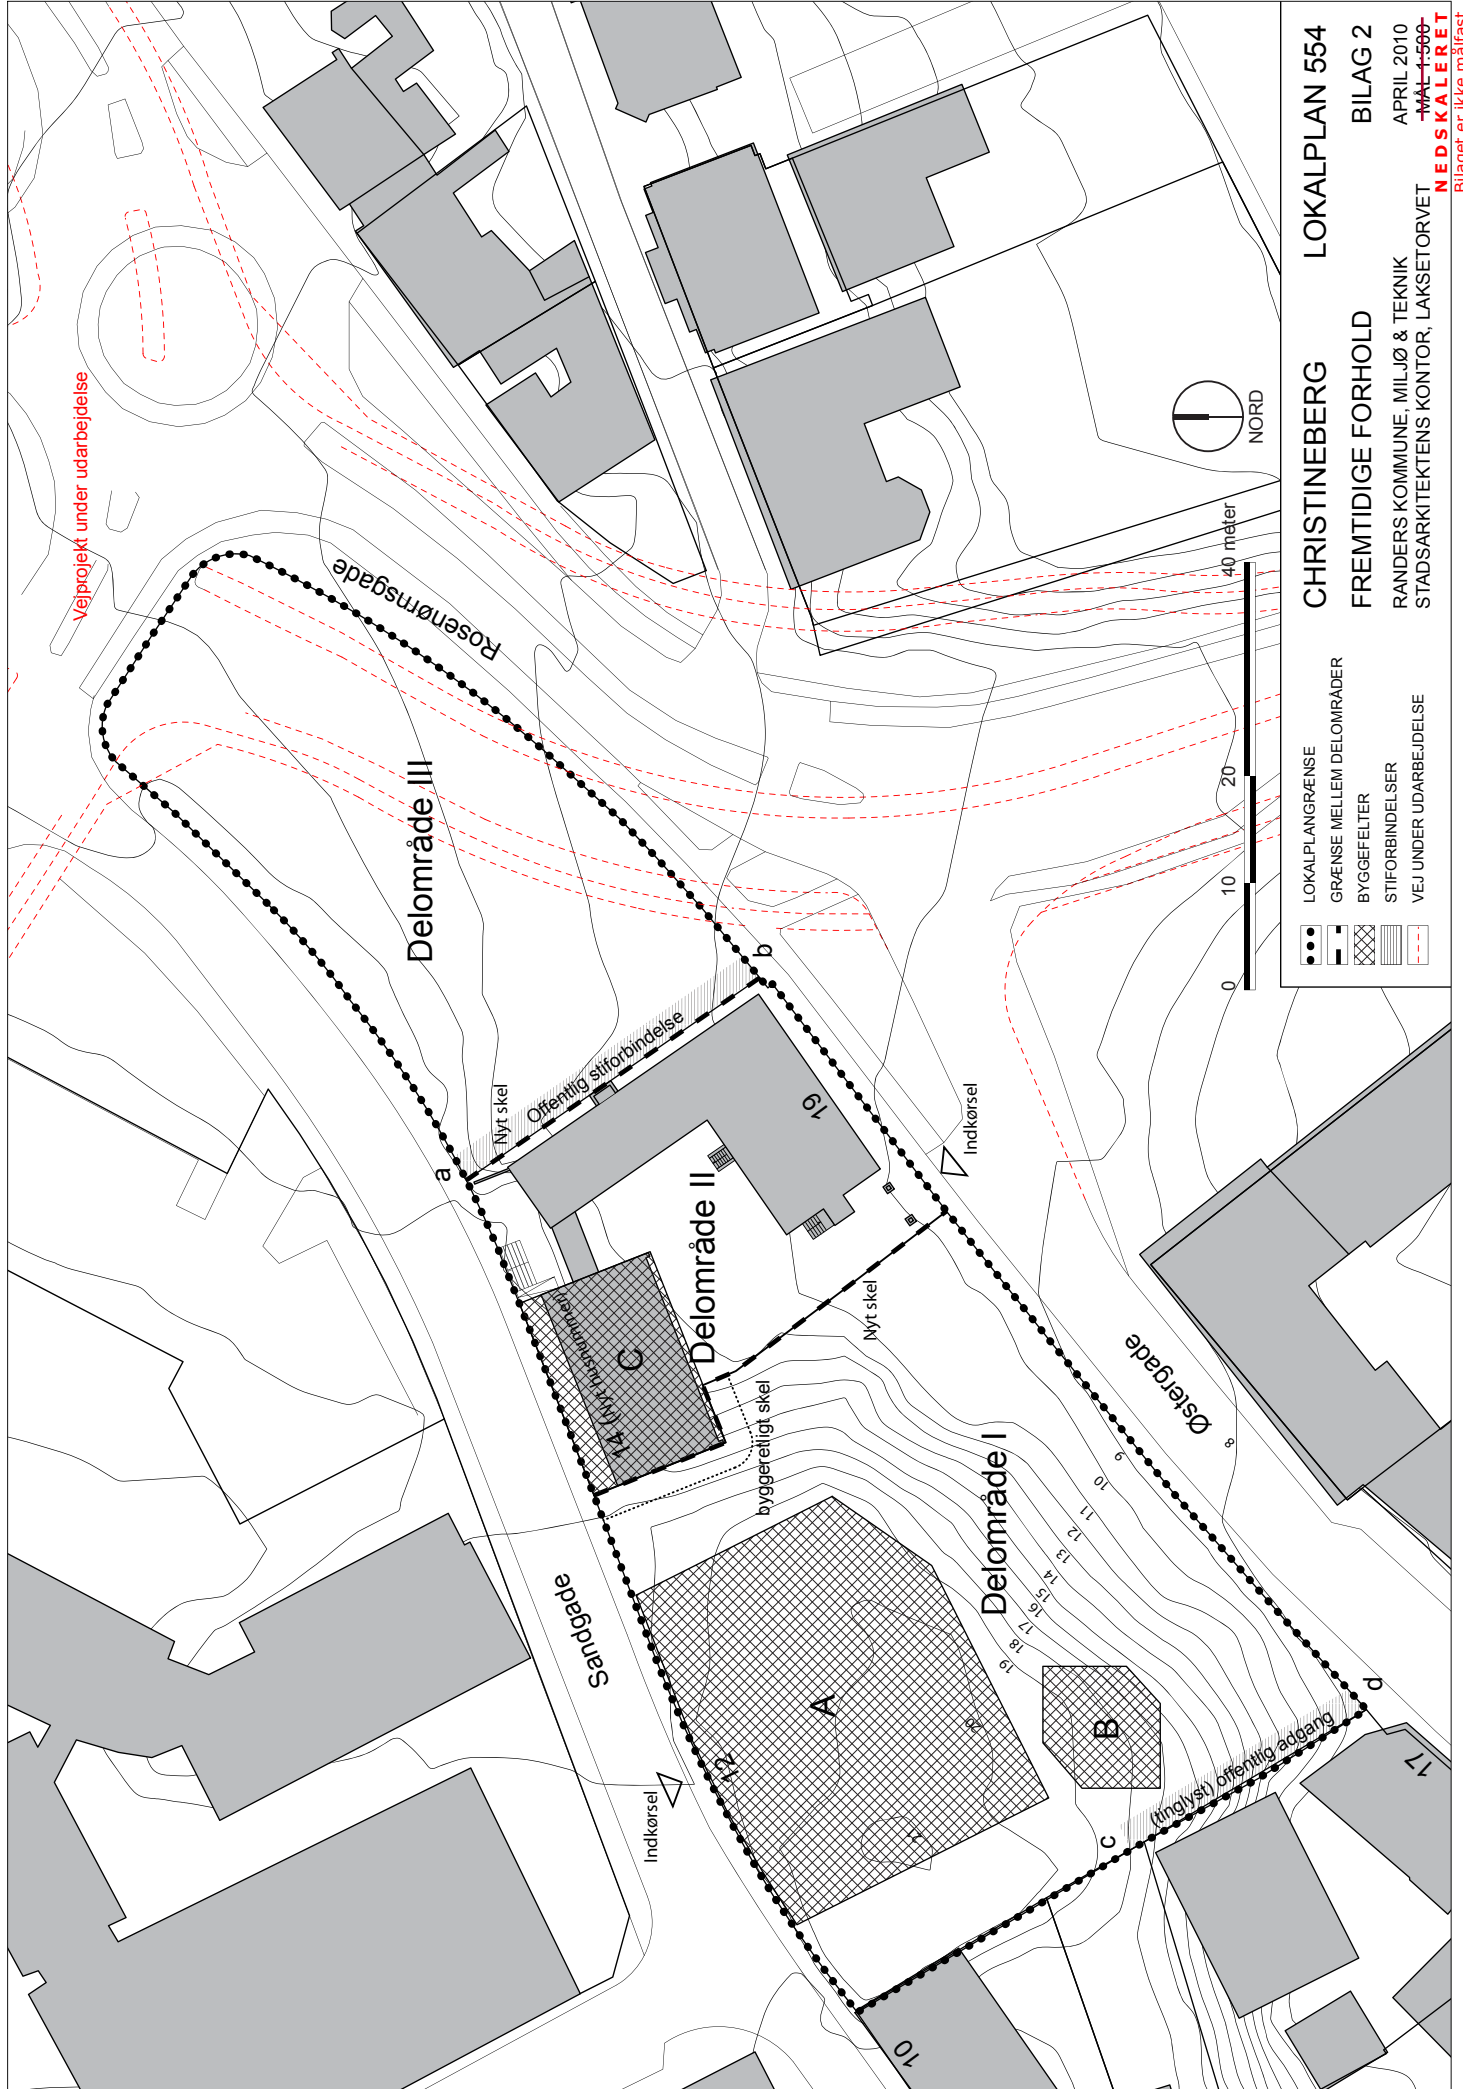 Vejprojekt under udarbejdelse
Rosenørnsgade
Delområde III
a
b
Nyt skel
Offentlig stiforbindelse
19
Indkørsel
Delområde II
C
14 (Nyt husnummer)
Nyt skel
byggeretligt skel
Sandgade
Østergade
Delområde I
8
9
10
11
12
13
14
15
16
17
18
19
20
A
12
B
Indkørsel
c
d
(tinglyst) offentlig adgang
17
10
NORD
0
10
20
40 meter
LOKALPLANGRÆNSE
GRÆNSE MELLEM DELOMRÅDER
BYGGEFELTER
STIFORBINDELSER
VEJ UNDER UDARBEJDELSE
CHRISTINEBERG
LOKALPLAN 554
FREMTIDIGE FORHOLD
BILAG 2
RANDERS KOMMUNE, MILJØ & TEKNIK
APRIL 2010
STADSARKITEKTENS KONTOR, LAKSETORVET
MÅL 1:500
NEDSKALERET
Bilaget er ikke målfast